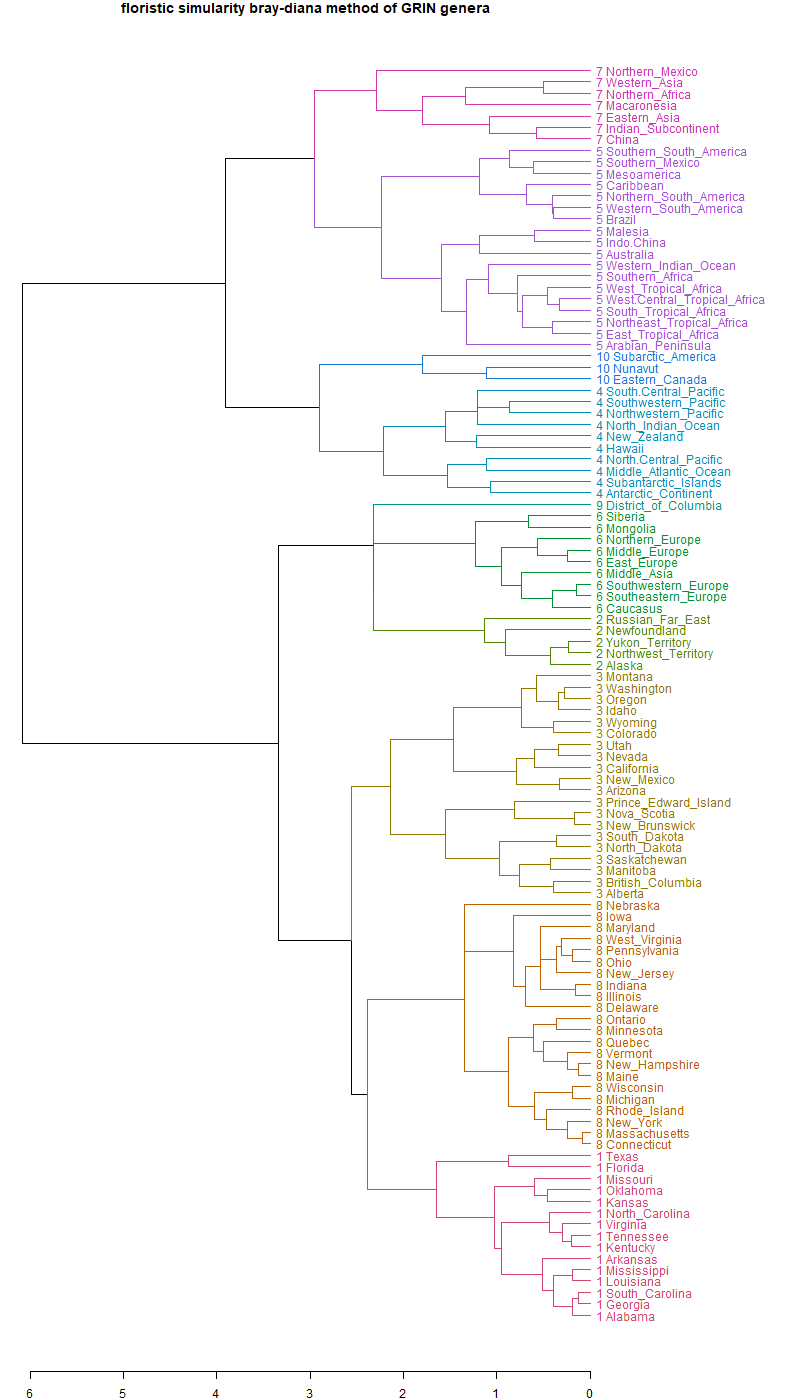 floristic simularity bray-diana method of GRIN genera
7 Northern_Mexico
7 Western_Asia
7 Northern_Africa
7 Macaronesia
7 Eastern_Asia
7 Indian_Subcontinent
7 China
5 Southern_South_America
5 Southern_Mexico
5 Mesoamerica
5 Caribbean
5 Northern_South_America
5 Western_South_America
5 Brazil
5 Malesia
5 Indo.China
5 Australia
5 Western_Indian_Ocean
5 Southern_Africa
5 West_Tropical_Africa
5 West.Central_Tropical_Africa
5 South_Tropical_Africa
5 Northeast_Tropical_Africa
5 East_Tropical_Africa
5 Arabian_Peninsula
10 Subarctic_America
10 Nunavut
10 Eastern_Canada
4 South.Central_Pacific
4 Southwestern_Pacific
4 Northwestern_Pacific
4 North_Indian_Ocean
4 New_Zealand
4 Hawaii
4 North.Central_Pacific
4 Middle_Atlantic_Ocean
4 Subantarctic_Islands
4 Antarctic_Continent
9 District_of_Columbia
6 Siberia
6 Mongolia
6 Northern_Europe
6 Middle_Europe
6 East_Europe
6 Middle_Asia
6 Southwestern_Europe
6 Southeastern_Europe
6 Caucasus
2 Russian_Far_East
2 Newfoundland
2 Yukon_Territory
2 Northwest_Territory
2 Alaska
3 Montana
3 Washington
3 Oregon
3 Idaho
3 Wyoming
3 Colorado
3 Utah
3 Nevada
3 California
3 New_Mexico
3 Arizona
3 Prince_Edward_Island
3 Nova_Scotia
3 New_Brunswick
3 South_Dakota
3 North_Dakota
3 Saskatchewan
3 Manitoba
3 British_Columbia
3 Alberta
8 Nebraska
8 Iowa
8 Maryland
8 West_Virginia
8 Pennsylvania
8 Ohio
8 New_Jersey
8 Indiana
8 Illinois
8 Delaware
8 Ontario
8 Minnesota
8 Quebec
8 Vermont
8 New_Hampshire
8 Maine
8 Wisconsin
8 Michigan
8 Rhode_Island
8 New_York
8 Massachusetts
8 Connecticut
1 Texas
1 Florida
1 Missouri
1 Oklahoma
1 Kansas
1 North_Carolina
1 Virginia
1 Tennessee
1 Kentucky
1 Arkansas
1 Mississippi
1 Louisiana
1 South_Carolina
1 Georgia
1 Alabama
6 5 4 3 2 1 0